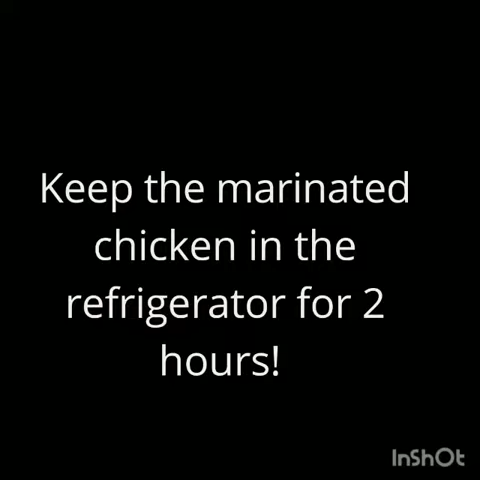 Keep the marinated
chicken in the
refrigerator for 2
hours!
InShOt